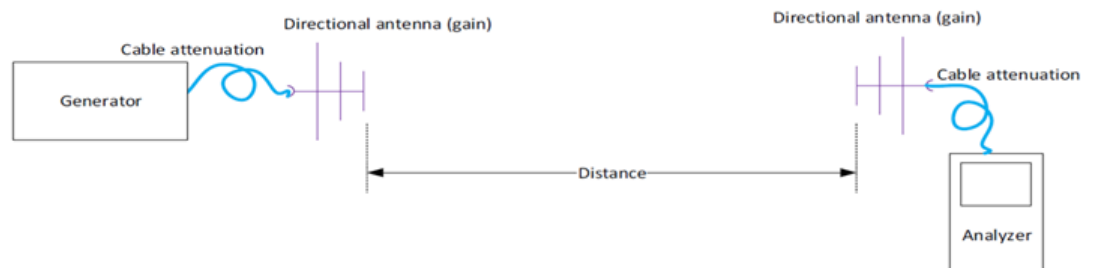 Directional antenna (gain)
Directional antenna (gain)
Cable attenuation
Cable attenuation
Generator
Distance
Analyzer